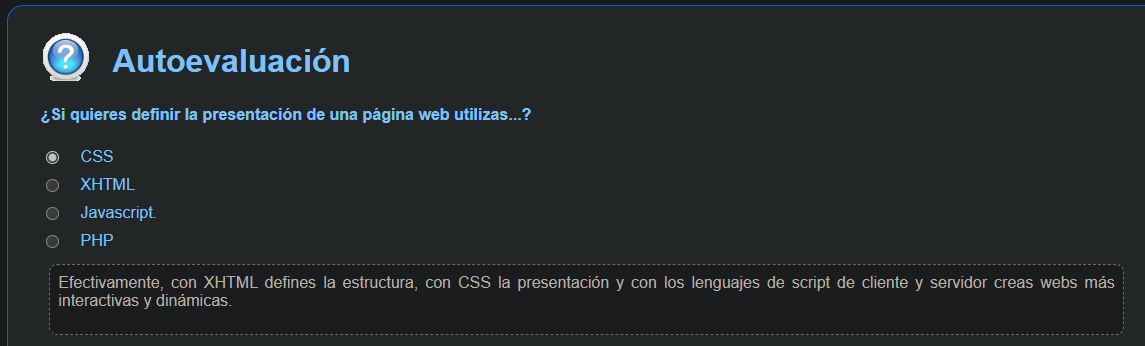 Autoevaluación
¿Si quieres definir la presentación de una página web utilizas...?
CSS
XHTML
Javascript.
PHP
Efectivamente, con XHTML defines la estructura, con CSS la presentación y con los lenguajes de script de cliente y servidor creas webs más
interactivas y dinámicas.